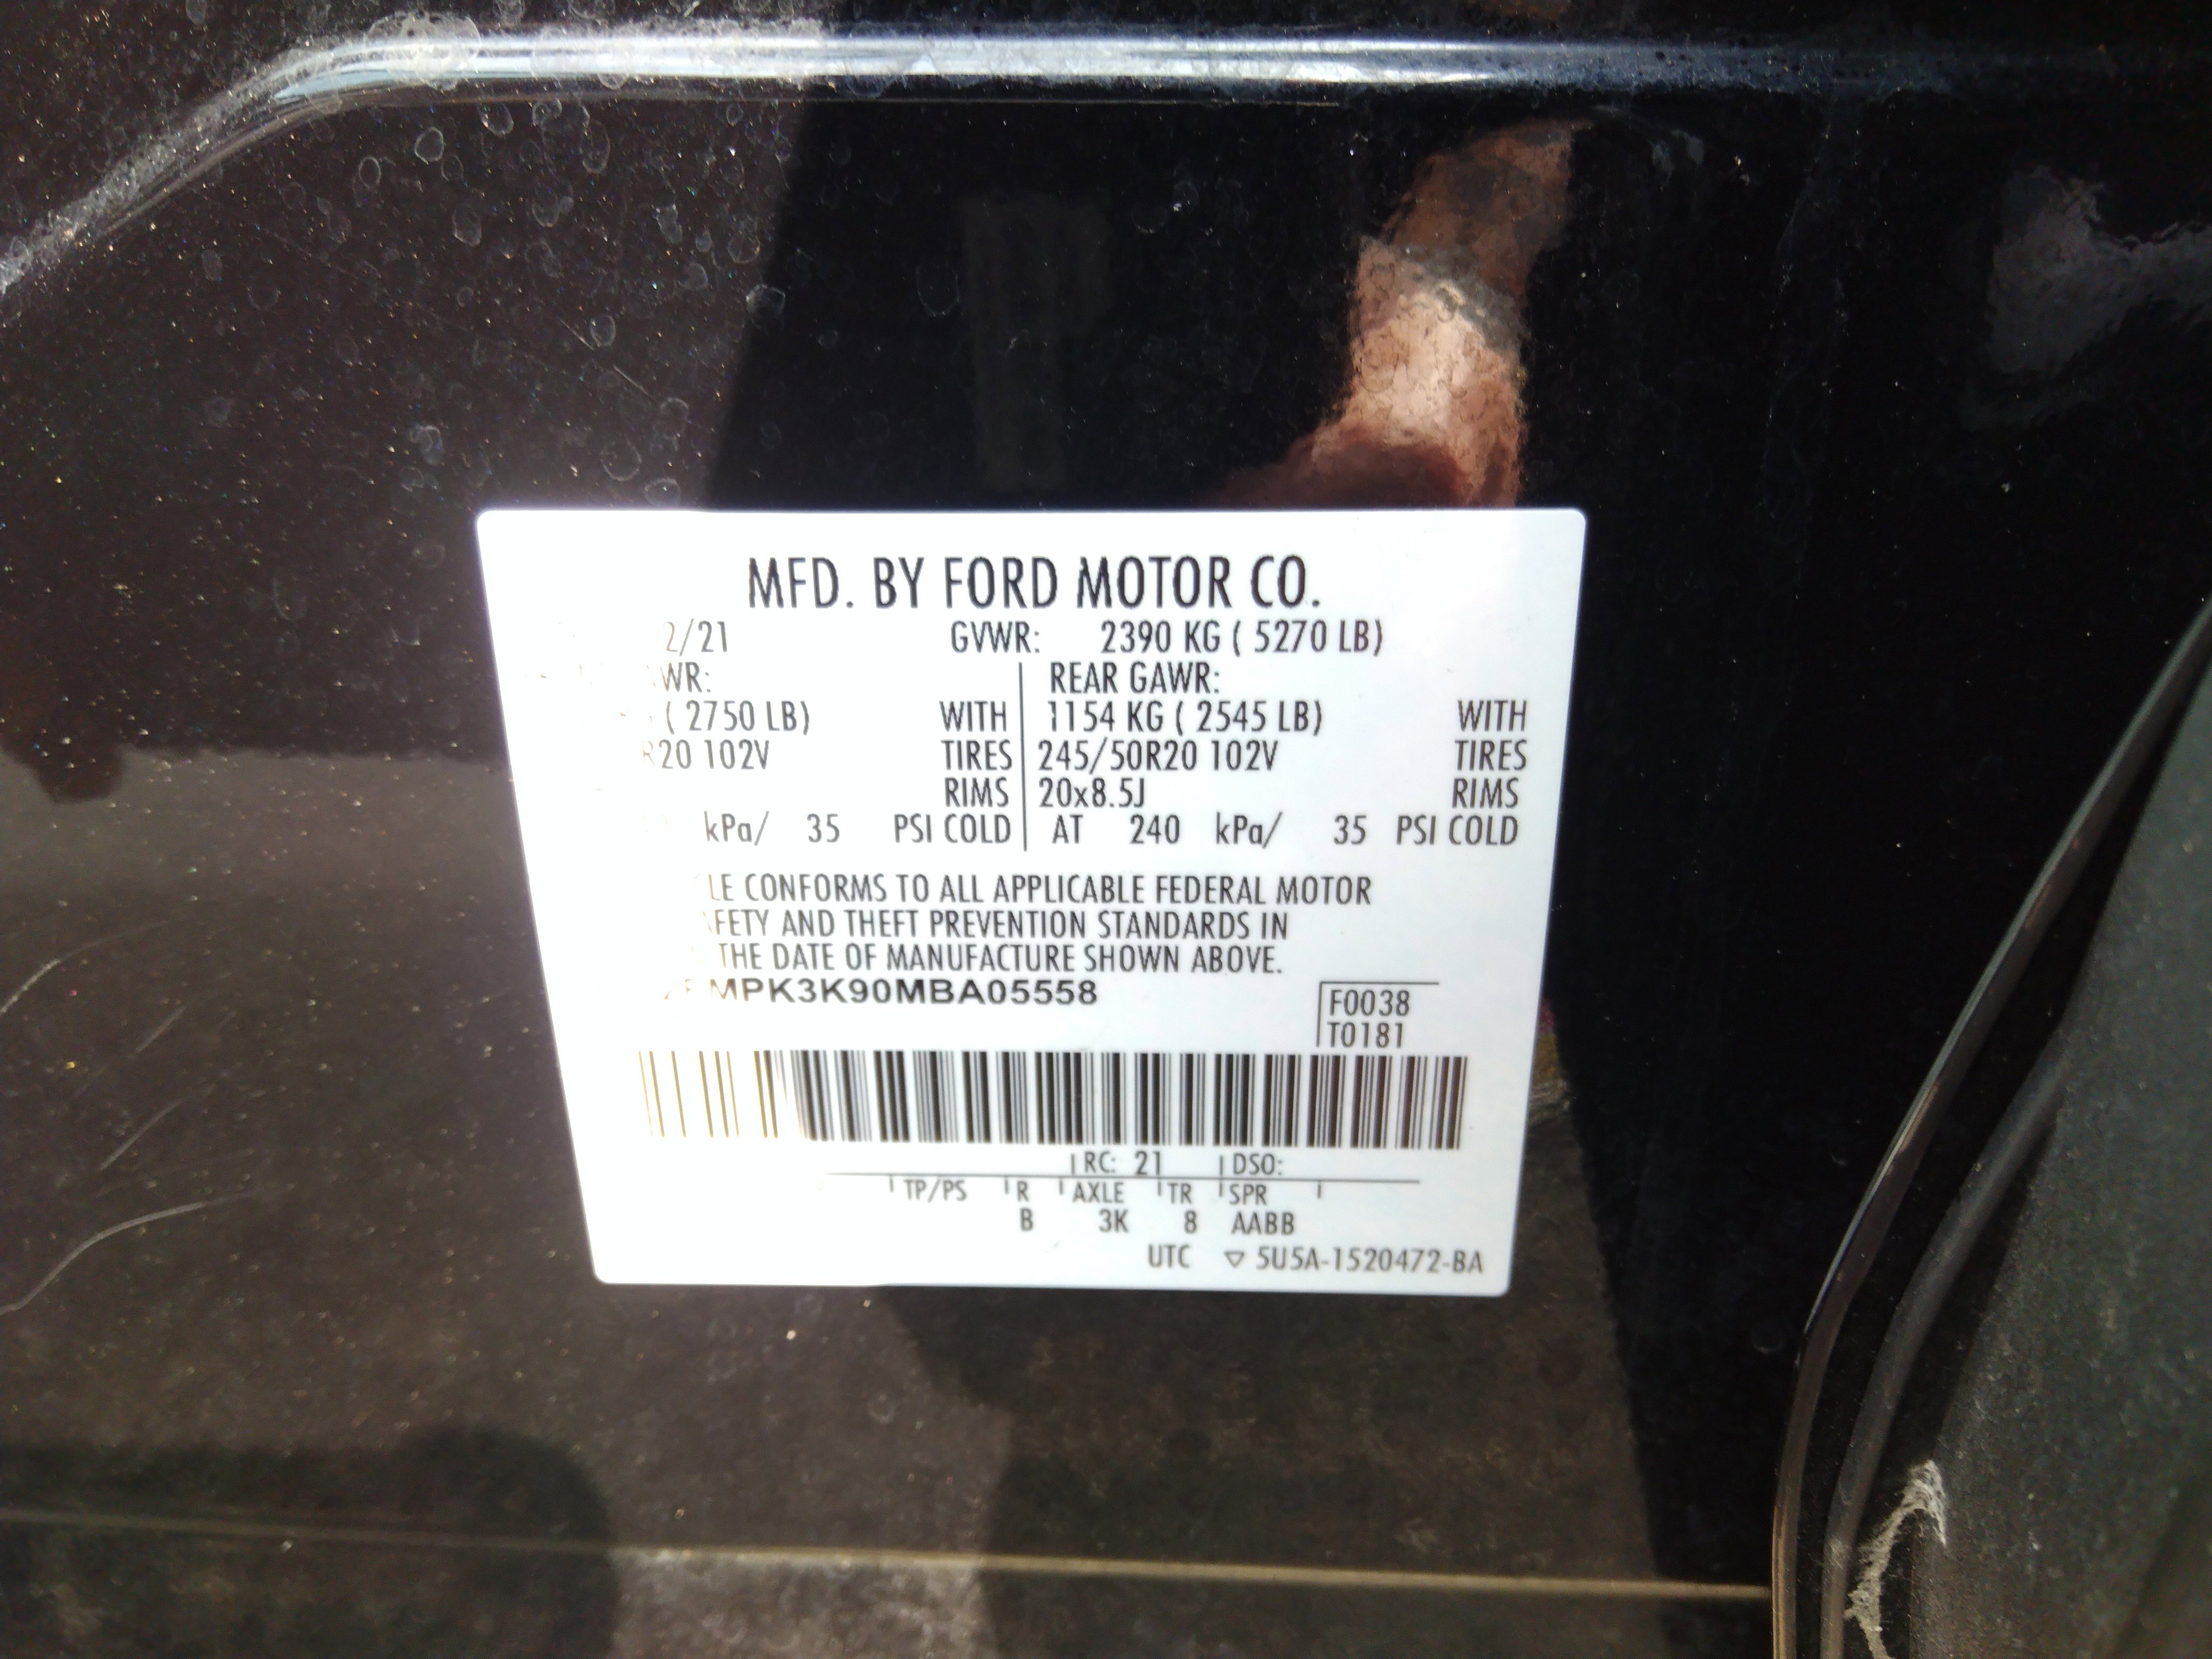 MFD. BY FORD MOTOR CO.
2/21 GVWR: 2390 KG ( 5270 LB)
WR: REAR GAWR:
( 2750 LB) WITH 1154 KG ( 2545 LB) WITH
R20 102V TIRES 245/50R20 102V TIRES
RIMS 20x8.5J RIMS
kPa/ 35 PSI COLD AT 240 kPa/ 35 PSI COLD
LE CONFORMS TO ALL APPLICABLE FEDERAL MOTOR
FETY AND THEFT PREVENTION STANDARDS IN
THE DATE OF MANUFACTURE SHOWN ABOVE.
MPK3K90MBA05558
F0038
T0181
RC: 21 DSO:
TP/PS R AXLE TR SPR
B 3K 8 AABB
UTC ▽ 5U5A-1520472-BA